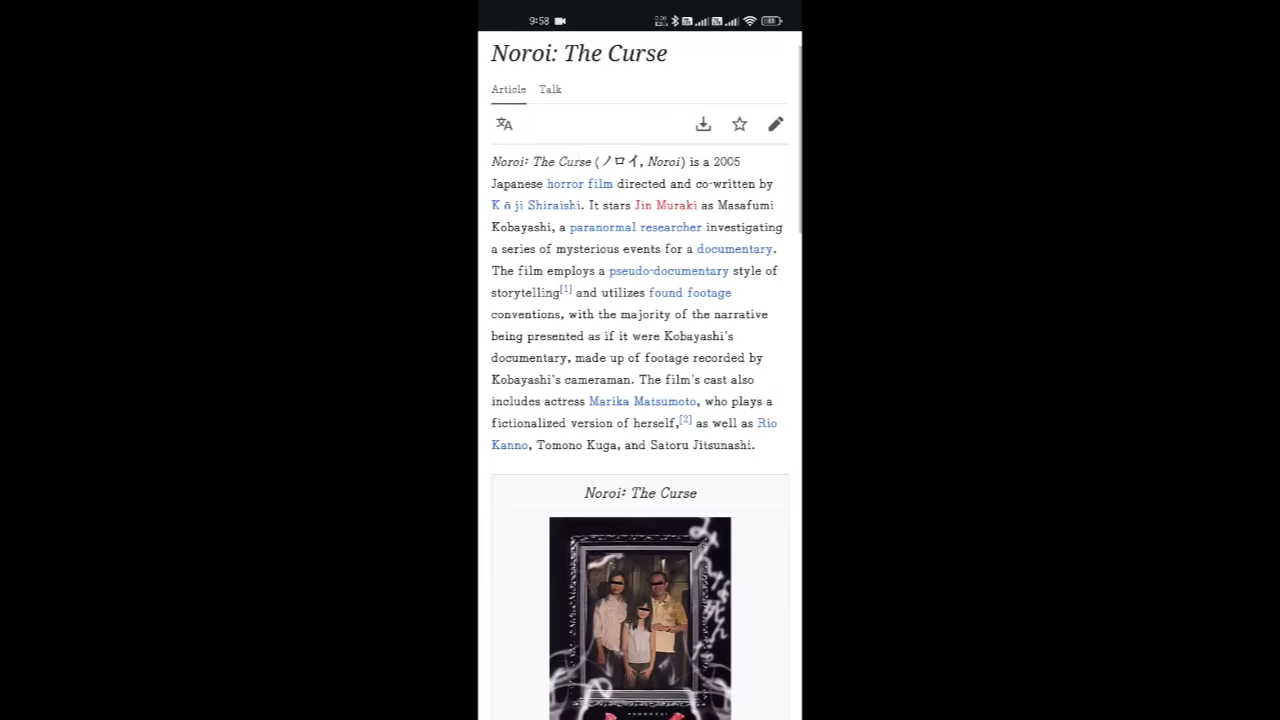 9:58
Noroi: The Curse
Article Talk
Noroi: The Curse (ノロイ, Noroi) is a 2005
Japanese horror film directed and co-written by
Kōji Shiraishi. It stars Jin Muraki as Masafumi
Kobayashi, a paranormal researcher investigating
a series of mysterious events for a documentary.
The film employs a pseudo-documentary style of
storytelling[1] and utilizes found footage
conventions, with the majority of the narrative
being presented as if it were Kobayashi's
documentary, made up of footage recorded by
Kobayashi's cameraman. The film's cast also
includes actress Marika Matsumoto, who plays a
fictionalized version of herself,[2] as well as Rio
Kanno, Tomono Kuga, and Satoru Jitsunashi.
Noroi: The Curse